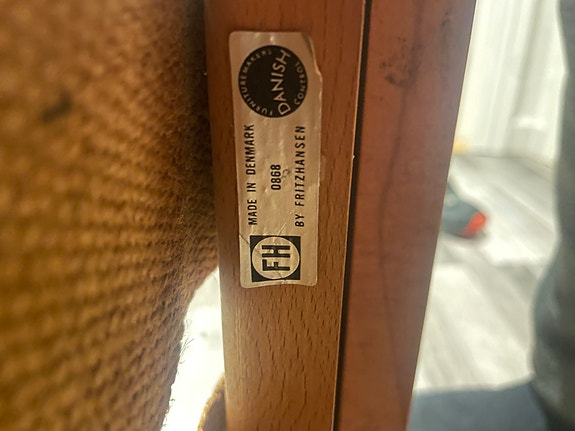 FURNITUREMAKERS
DANISH
CONTROL
MADE IN DENMARK
0868
BY FRITZHANSEN
FH